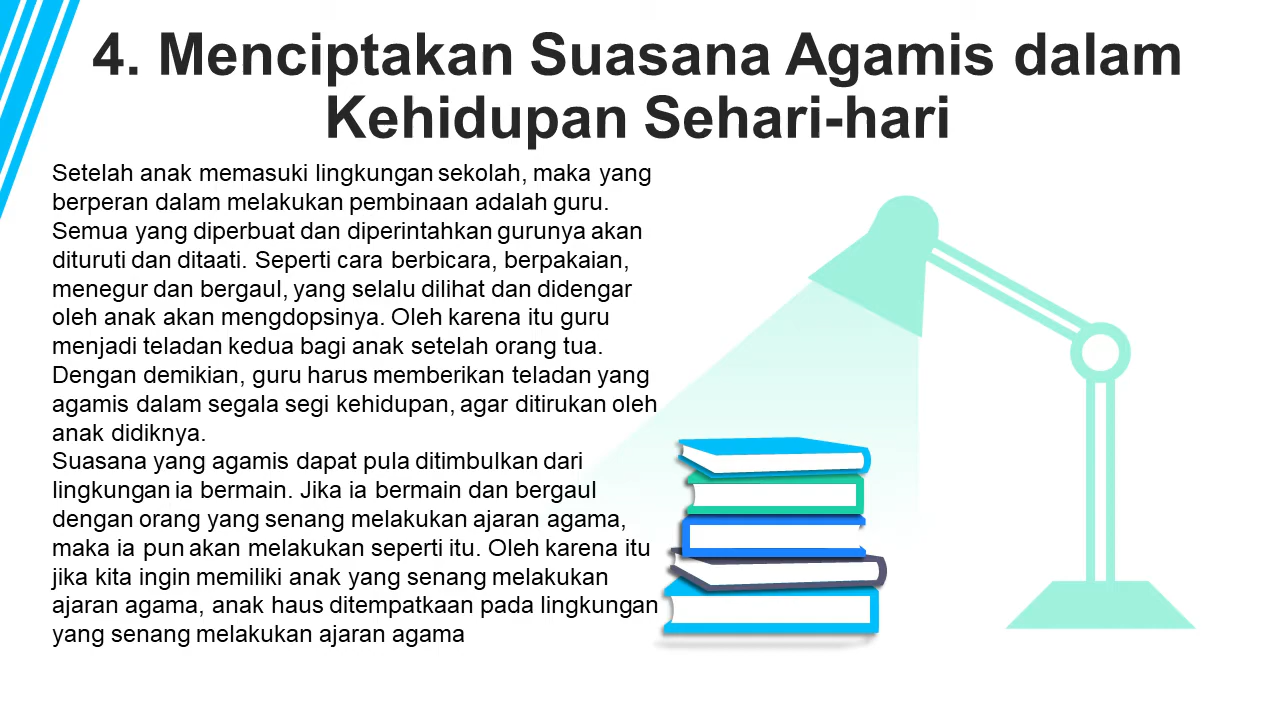 4. Menciptakan Suasana Agamis dalam
Kehidupan Sehari-hari
Setelah anak memasuki lingkungan sekolah, maka yang
berperan dalam melakukan pembinaan adalah guru.
Semua yang diperbuat dan diperintahkan gurunya akan
dituruti dan ditaati. Seperti cara berbicara, berpakaian,
menegur dan bergaul, yang selalu dilihat dan didengar
oleh anak akan mengdopsinya. Oleh karena itu guru
menjadi teladan kedua bagi anak setelah orang tua.
Dengan demikian, guru harus memberikan teladan yang
agamis dalam segala segi kehidupan, agar ditirukan oleh
anak didiknya.
Suasana yang agamis dapat pula ditimbulkan dari
lingkungan ia bermain. Jika ia bermain dan bergaul
dengan orang yang senang melakukan ajaran agama,
maka ia pun akan melakukan seperti itu. Oleh karena itu
jika kita ingin memiliki anak yang senang melakukan
ajaran agama, anak haus ditempatkaan pada lingkungan
yang senang melakukan ajaran agama